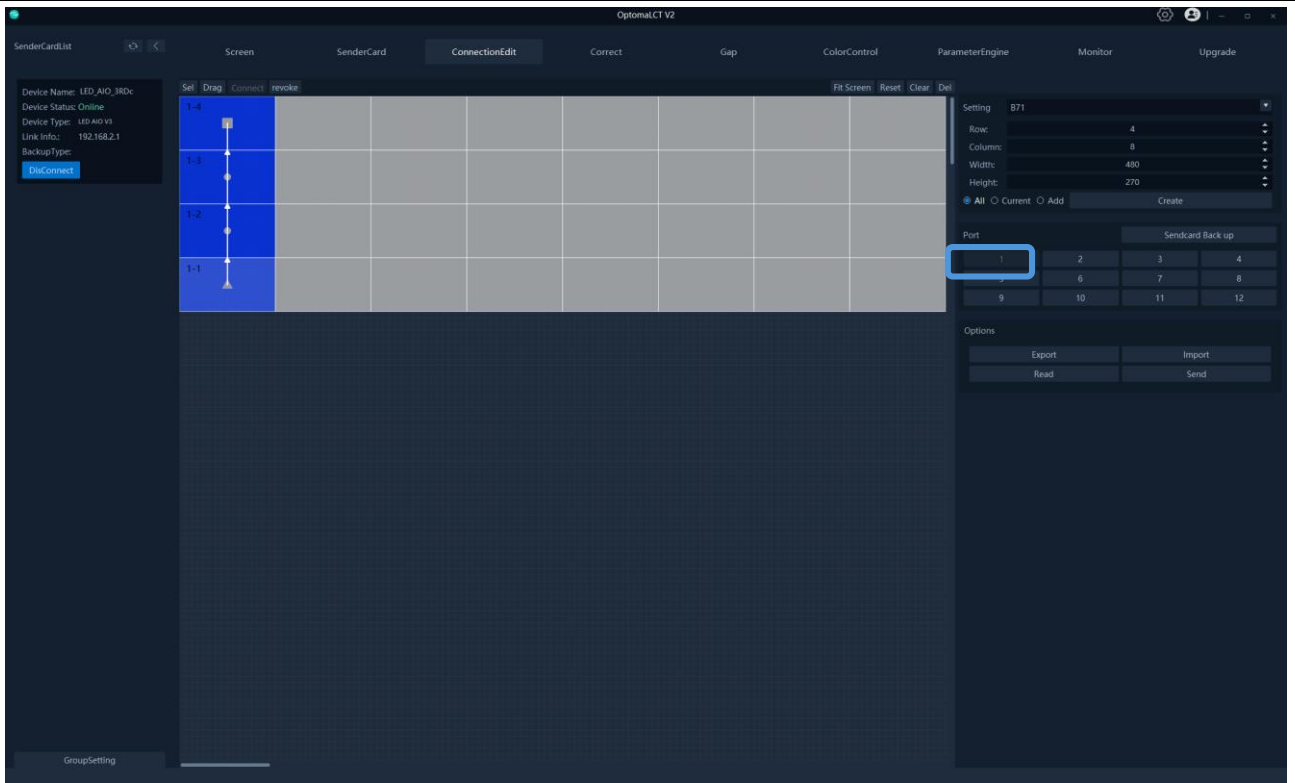 OptomaLCT V2
SenderCardList
Screen
SenderCard
ConnectionEdit
Correct
Gap
ColorControl
ParameterEngine
Monitor
Upgrade
Device Name: LED_AIO_3RDc
Device Status: Online
Device Type: LED AIO V3
Link Info.: 192.168.2.1
BackupType:
DisConnect
Sel Drag Connect revoke
Fit Screen Reset Clear Del
1-4
1-3
1-2
1-1
Setting B71
Row: 4
Column: 8
Width: 480
Height: 270
All Current Add Create
Port Sendcard Back up
1 2 3 4
5 6 7 8
9 10 11 12
Options
Export Import
Read Send
GroupSetting